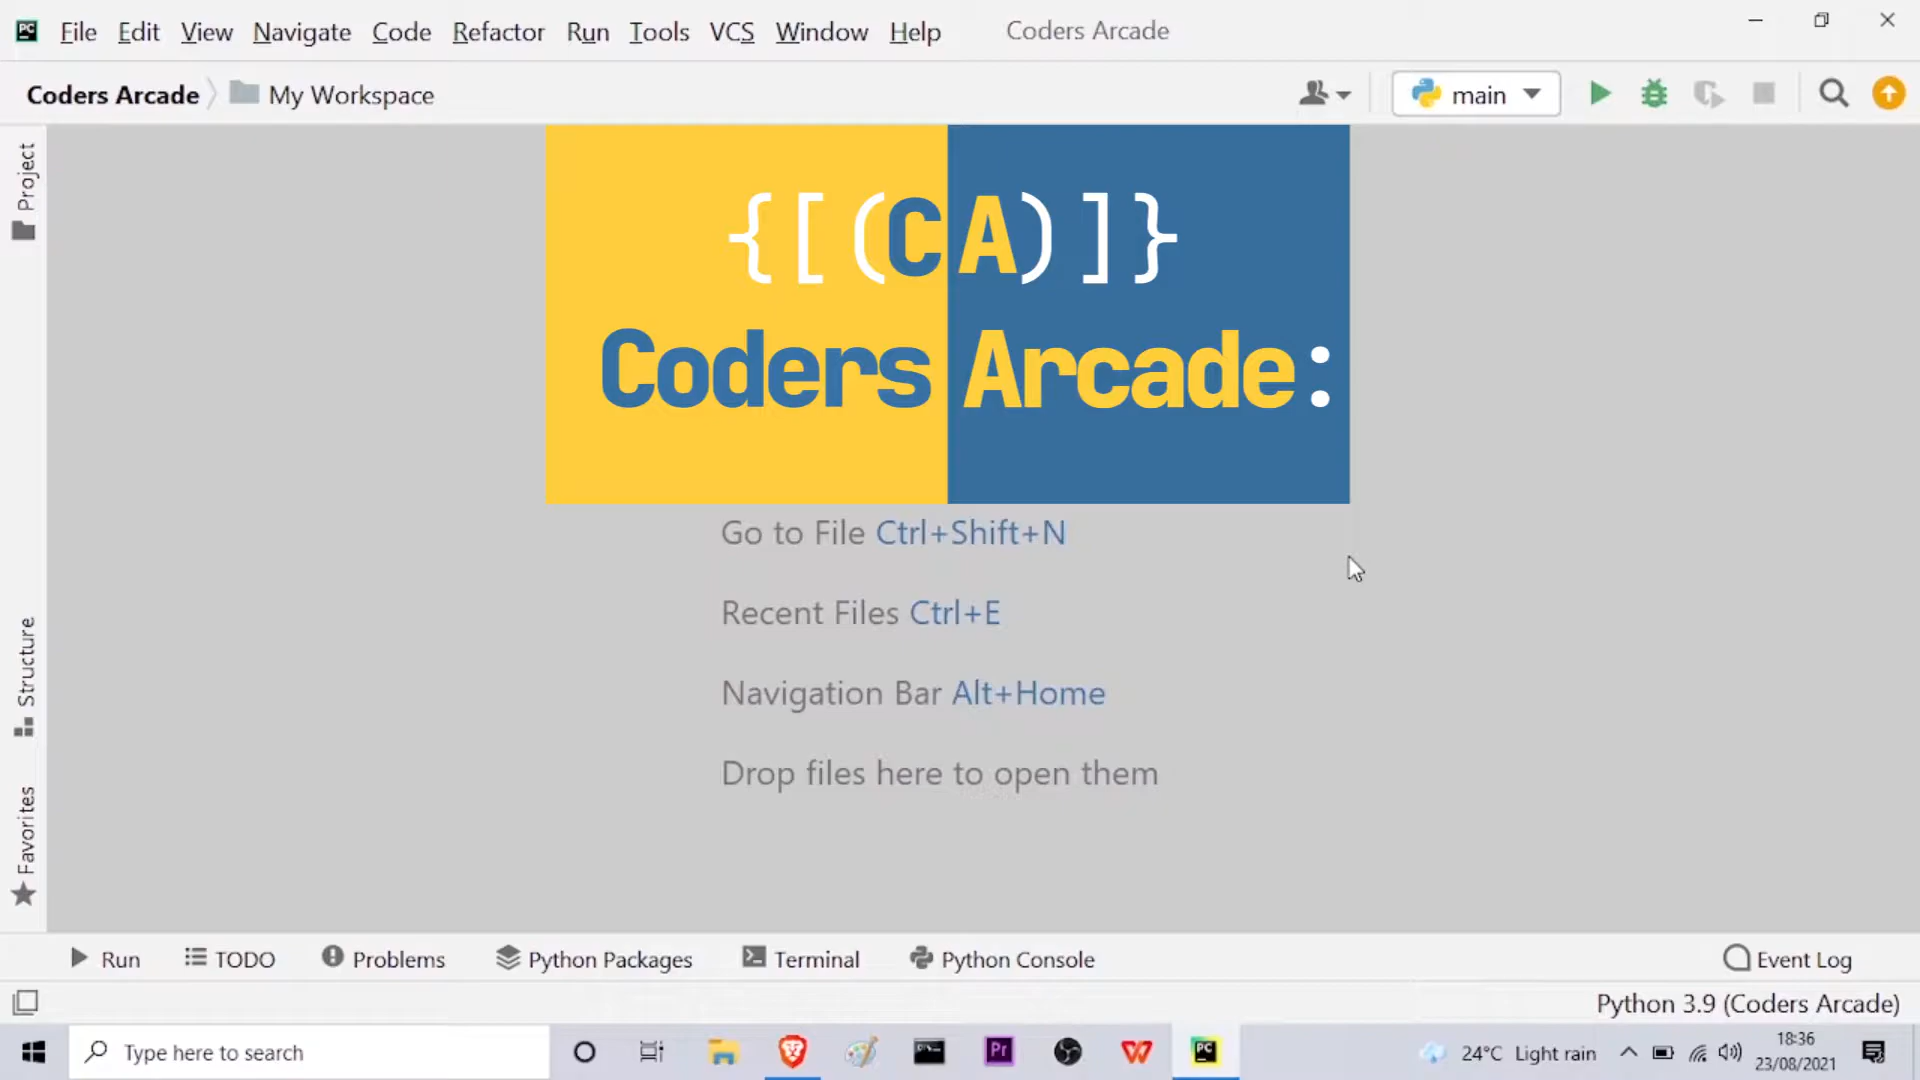 File Edit View Navigate Code Refactor Run Tools VCS Window Help Coders Arcade
Coders Arcade My Workspace main
Project
Structure
Favorites
{[(CA)]}
Coders Arcade:
Go to File Ctrl+Shift+N
Recent Files Ctrl+E
Navigation Bar Alt+Home
Drop files here to open them
Run TODO Problems Python Packages Terminal Python Console Event Log
Python 3.9 (Coders Arcade)
Type here to search Pr PC 24°C Light rain 18:36
23/08/2021